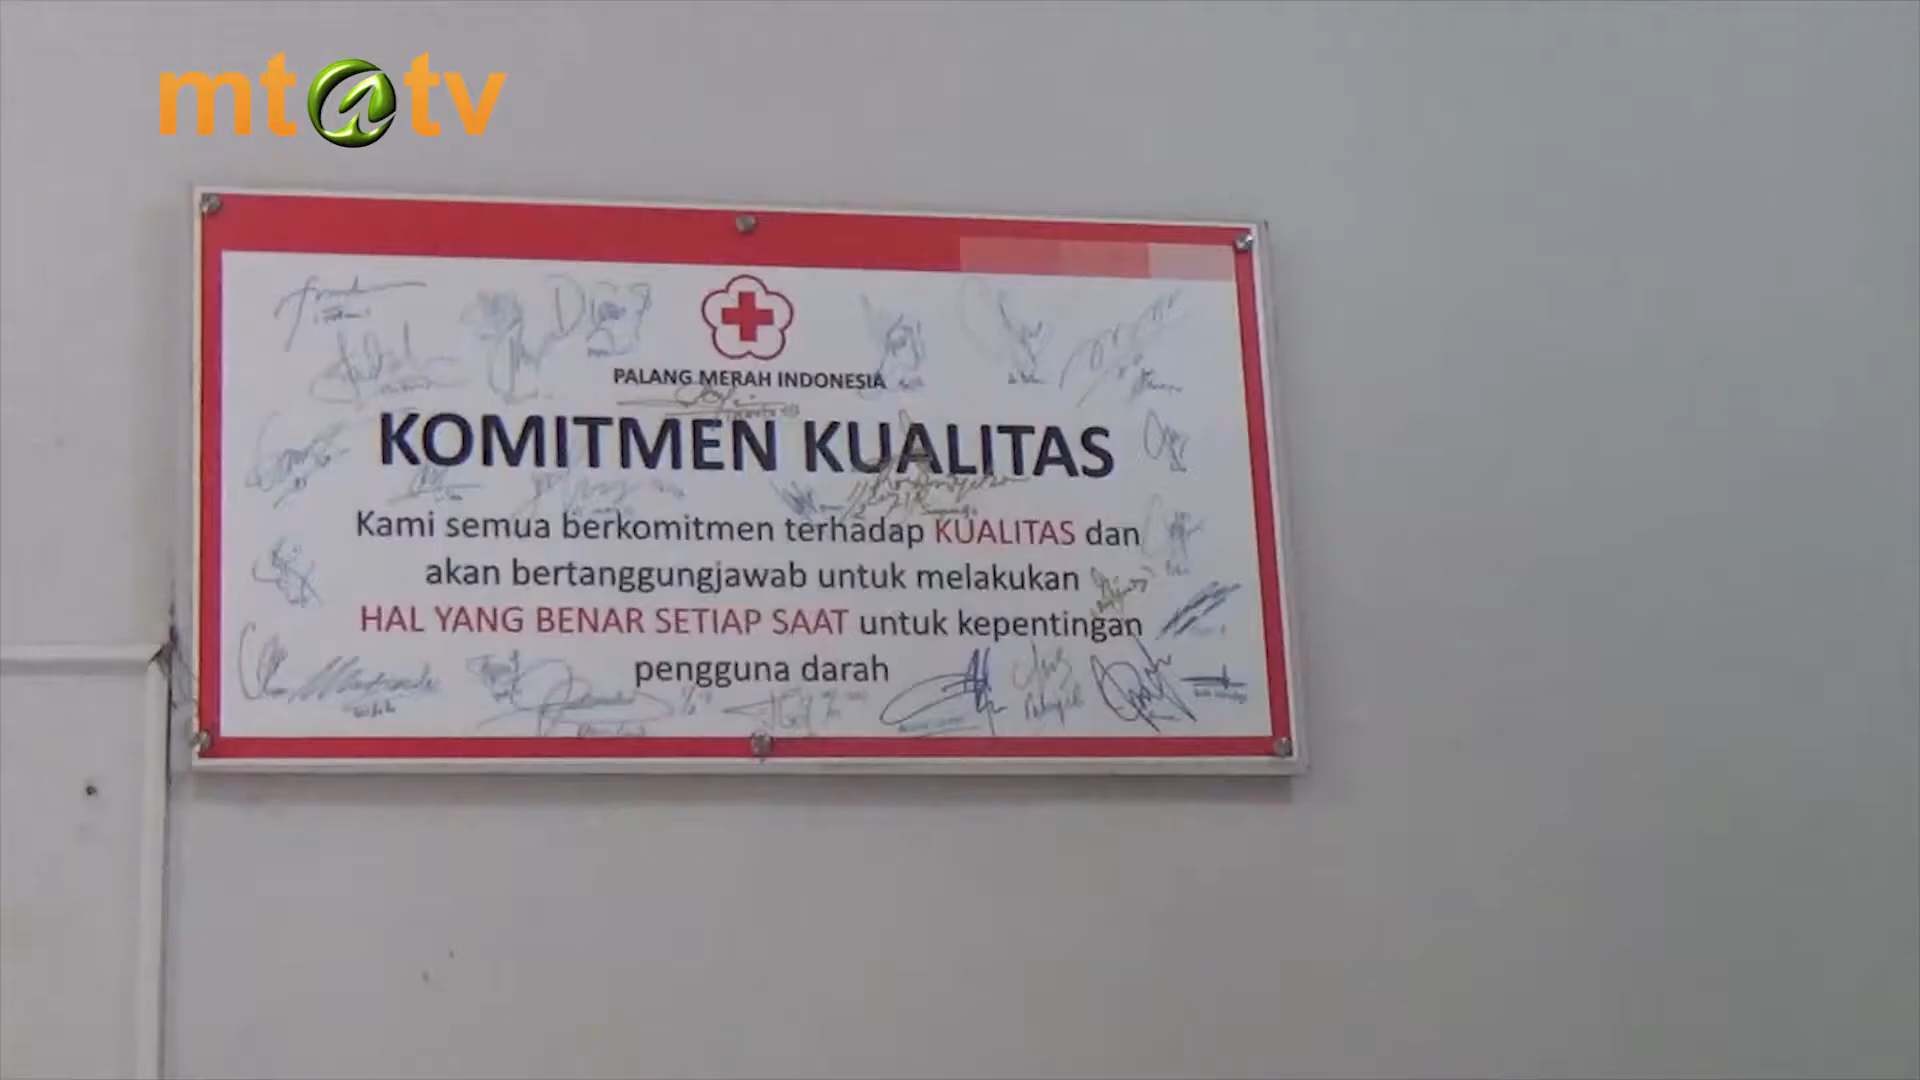 mt@tv
PALANG MERAH INDONESIA
KOMITMEN KUALITAS
Kami semua berkomitmen terhadap KUALITAS dan
akan bertanggungjawab untuk melakukan
HAL YANG BENAR SETIAP SAAT untuk kepentingan
pengguna darah